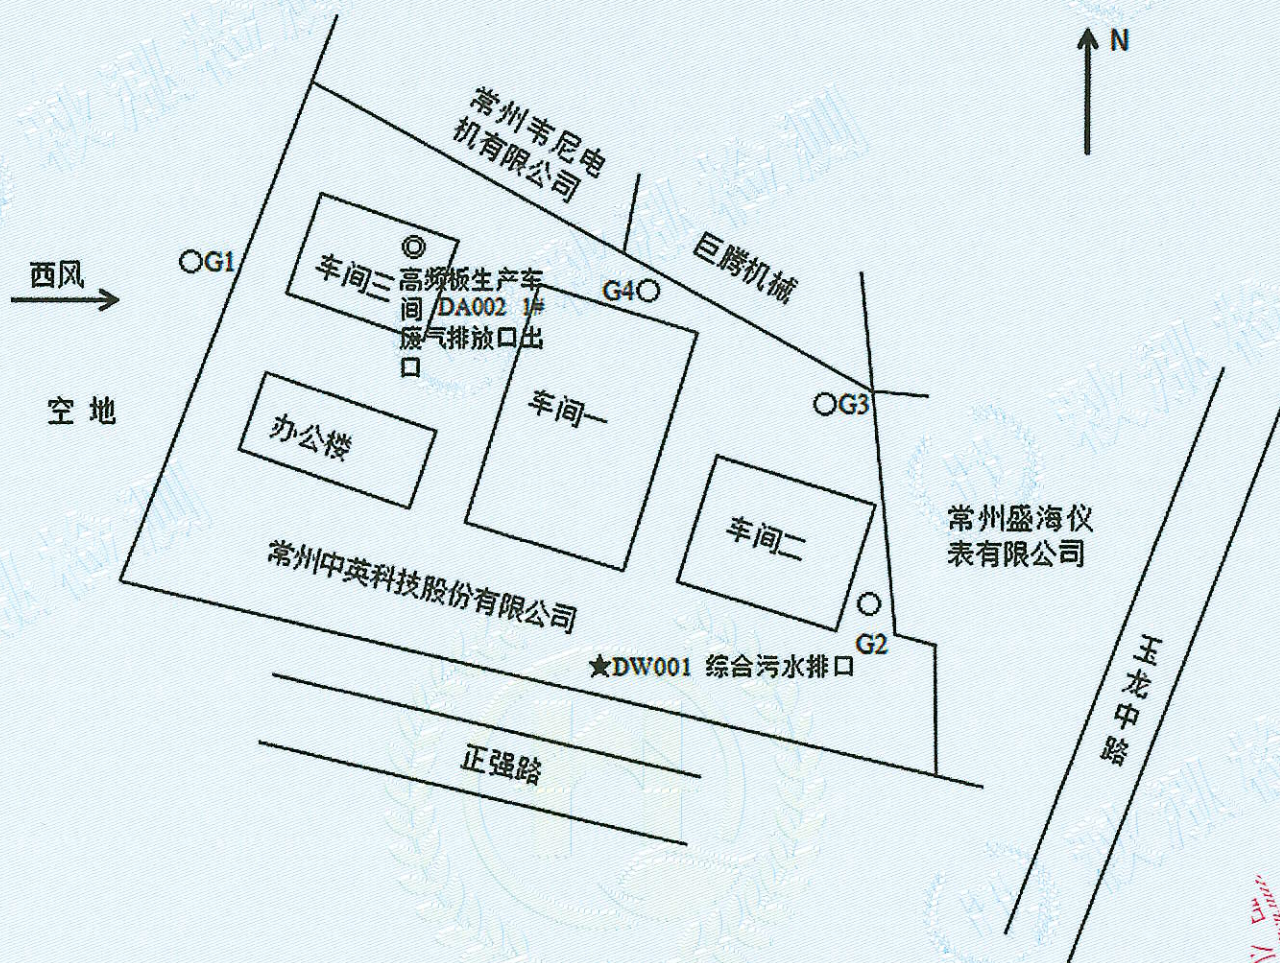 N
常州韦尼电
机有限公司
巨腾机械
西风
G1
车间三
高频板生产车
间 DA002 1#
废气排放口出
口
G4
车间一
G3
空 地
办公楼
车间二
常州盛海仪
表有限公司
常州中英科技股份有限公司
G2
★DW001 综合污水排口
玉龙中路
正强路